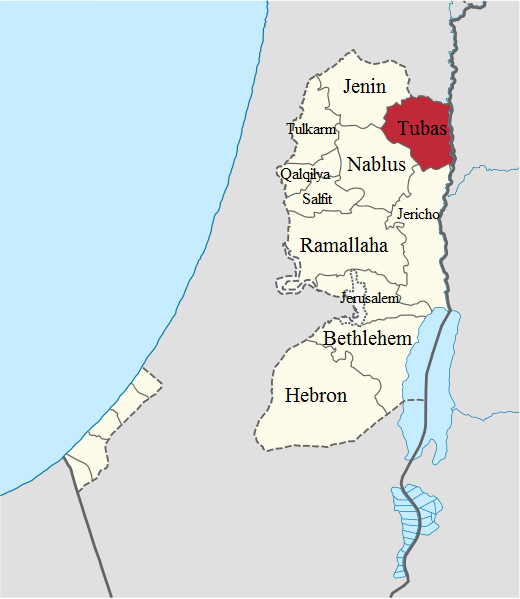 Jenin
Tulkarm
Tubas
Nablus
Qalqilya
Salfit
Jericho
Ramallaha
Jerusalem
Bethlehem
Hebron